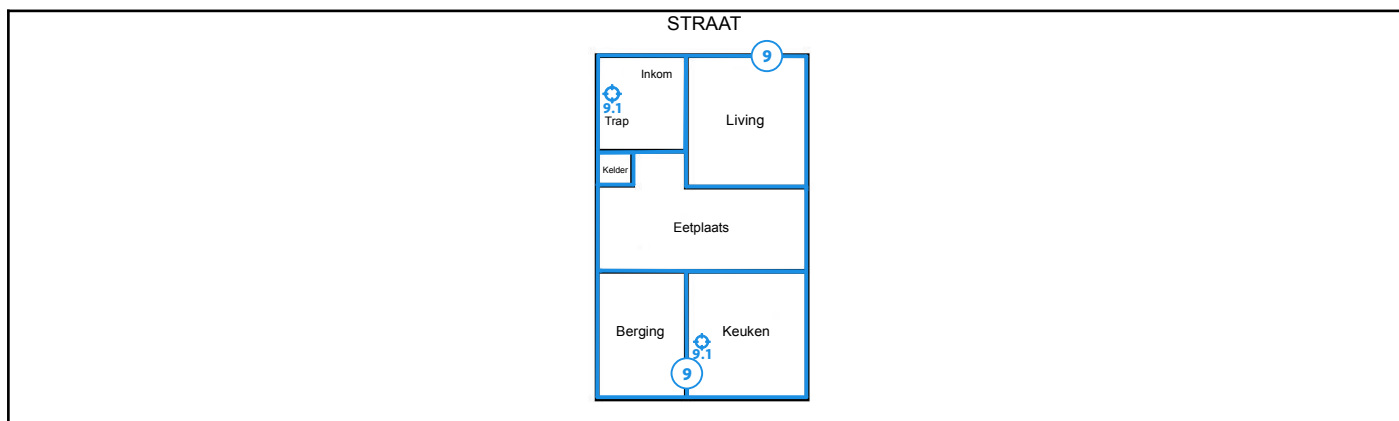 STRAAT
9
Inkom
9.1
Trap
Living
Kelder
Eetplaats
Berging
Keuken
9.1
9